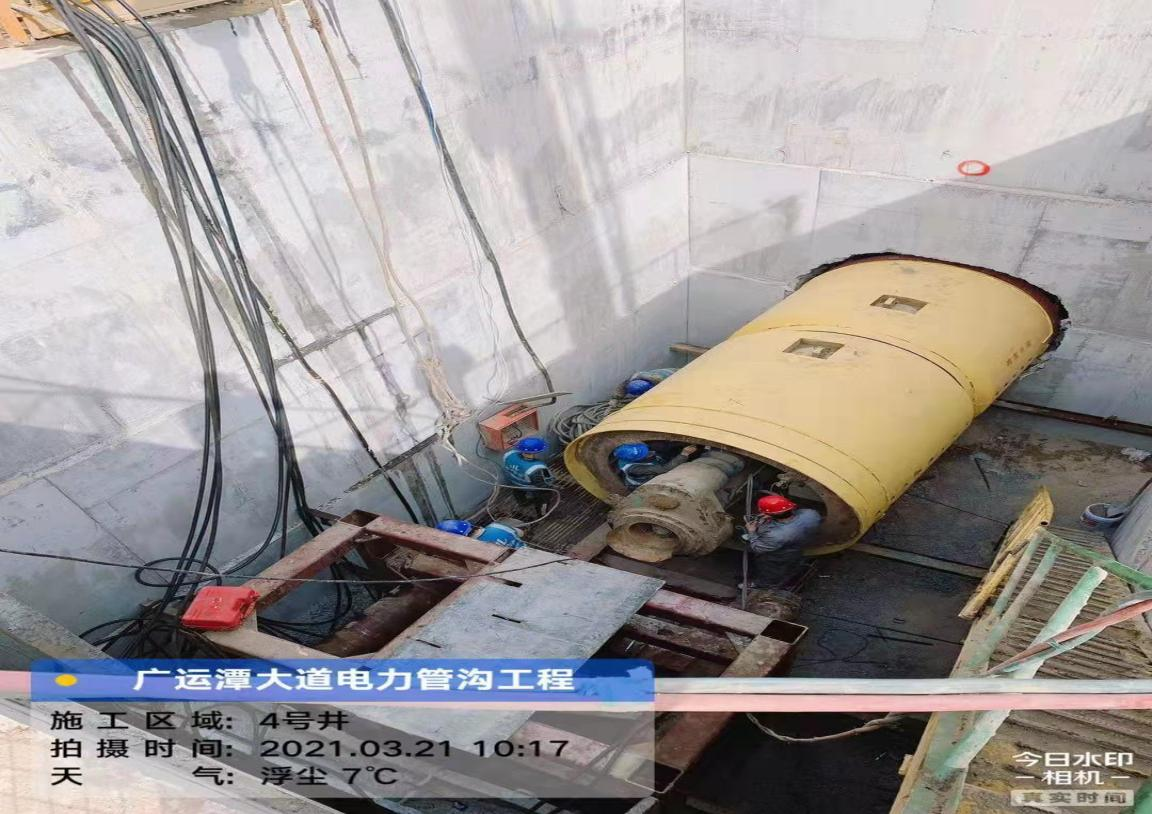 广运潭大道电力管沟工程
施工区域: 4号井
拍摄时间: 2021.03.21 10:17
天气: 浮尘 7℃
今日水印
相机
真实时间